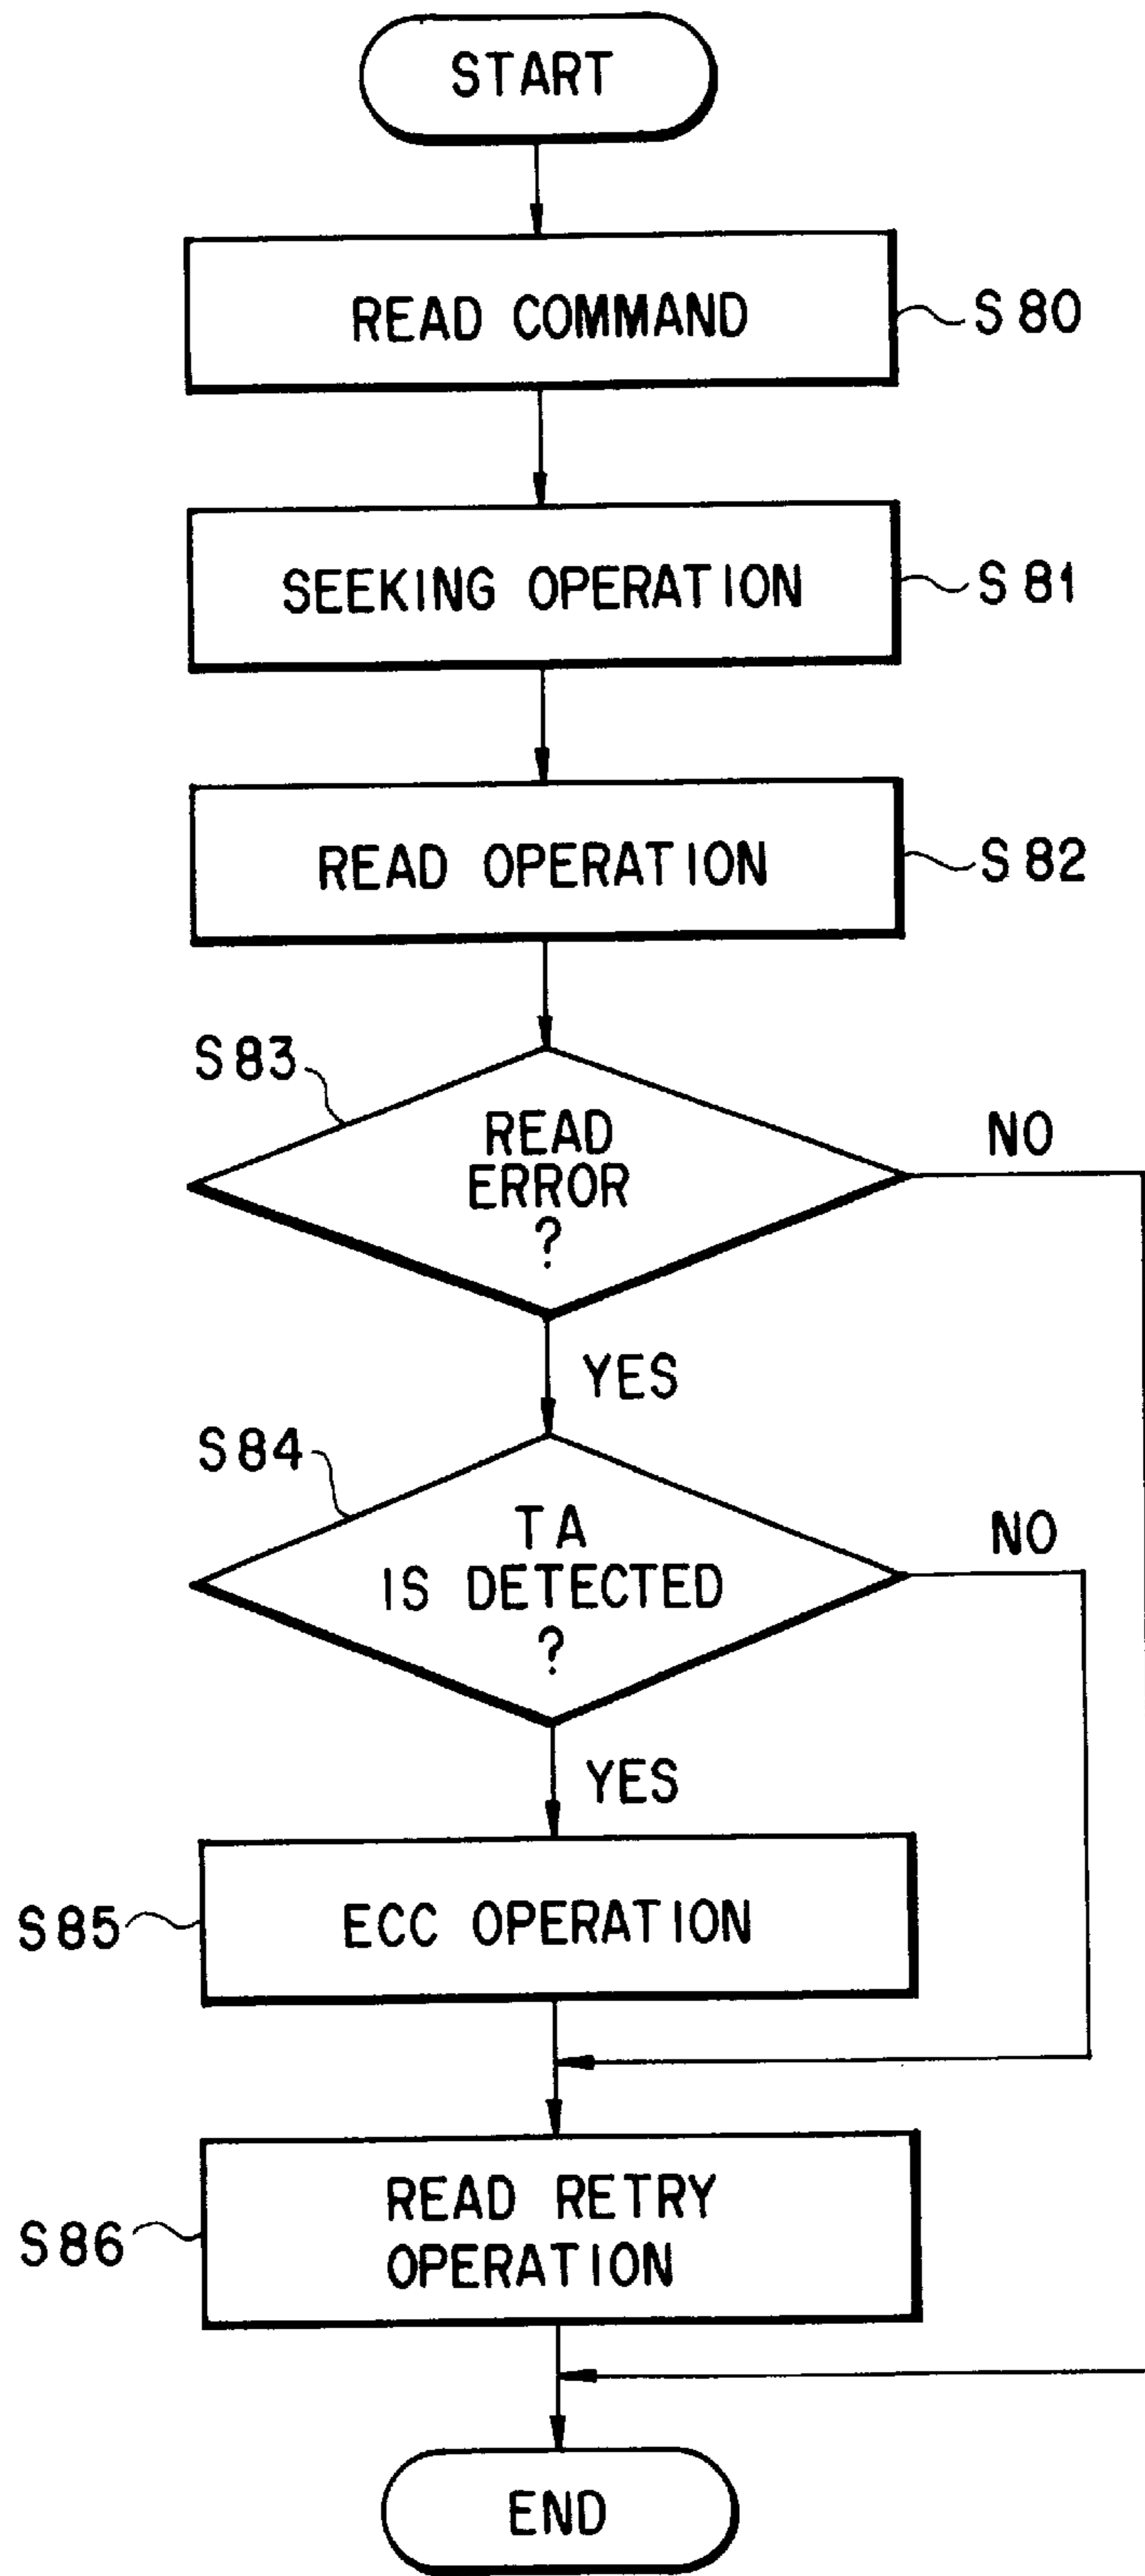 START
READ COMMAND
S80
SEEKING OPERATION
S81
READ OPERATION
S82
S83
READ
ERROR
?
NO
YES
S84
TA
IS DETECTED
?
NO
YES
S85
ECC OPERATION
S86
READ RETRY
OPERATION
END